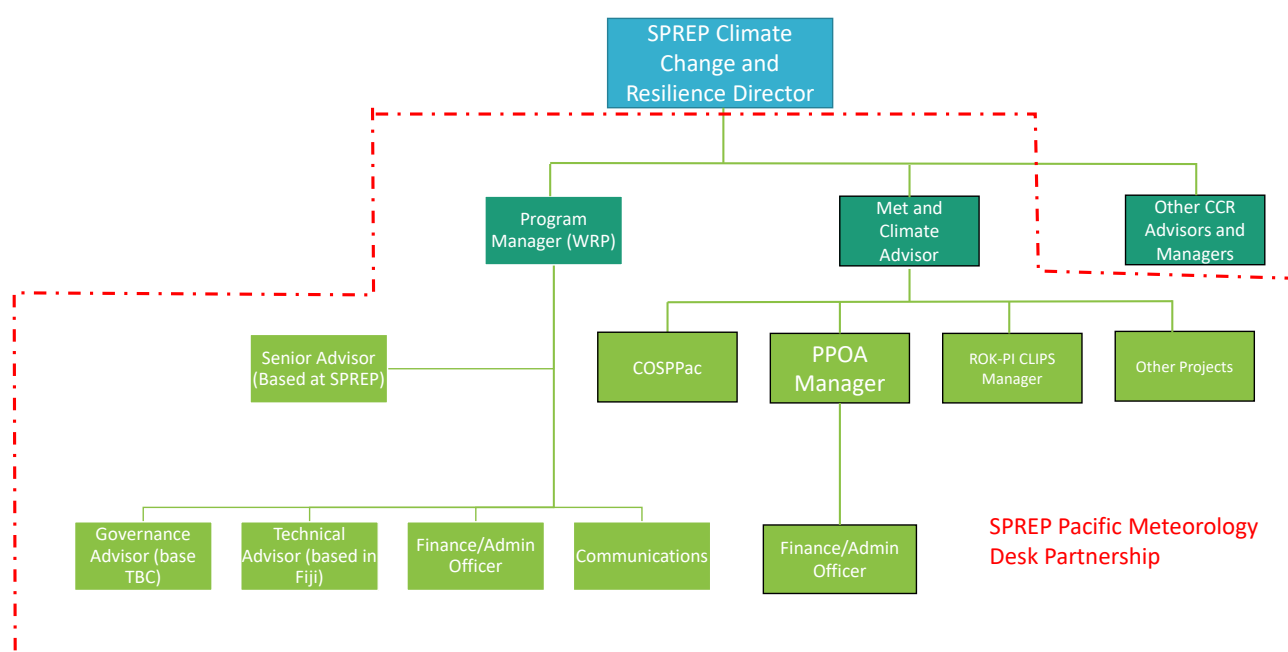 SPREP Climate
Change and
Resilience Director
Program
Manager (WRP)
Met and
Climate
Advisor
Other CCR
Advisors and
Managers
Senior Advisor
(Based at SPREP)
COSPPac
PPOA
Manager
ROK-PI CLIPS
Manager
Other Projects
Governance
Advisor (base
TBC)
Technical
Advisor (based in
Fiji)
Finance/Admin
Officer
Communications
Finance/Admin
Officer
SPREP Pacific Meteorology
Desk Partnership